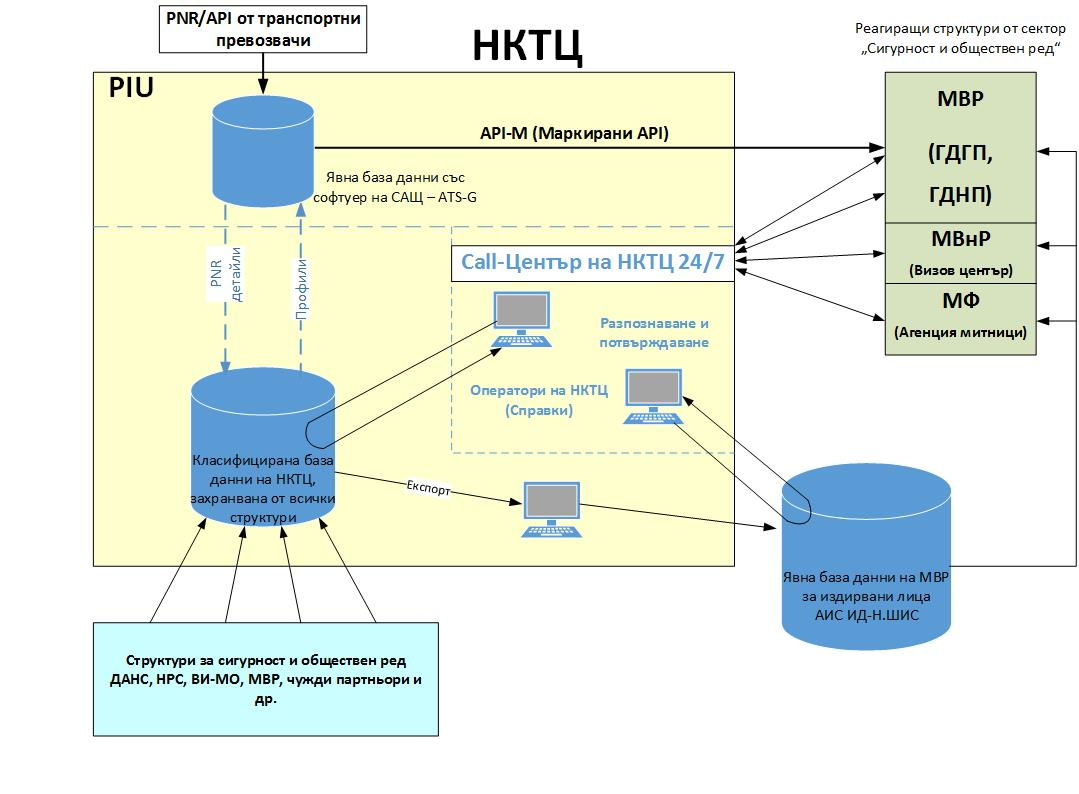 PNR/API от транспортни
превозвачи
НКТЦ
Реагиращи структури от сектор
„Сигурност и обществен ред“
PIU
API-M (Маркирани API)
Явна база данни със
софтуер на САЩ – ATS-G
МВР
(ГДГП,
ГДНП)
МВнР
(Визов център)
МФ
(Агенция митници)
PNR
детайли
Профили
Call-Център на НКТЦ 24/7
Разпознаване и
потвърждаване
Оператори на НКТЦ
(Справки)
Класифицирана база
данни на НКТЦ,
захранвана от всички
структури
Експорт
Явна база данни на МВР
за издирвани лица
АИС ИД-Н.ШИС
Структури за сигурност и обществен ред
ДАНС, НРС, ВИ-МО, МВР, чужди партньори и
др.